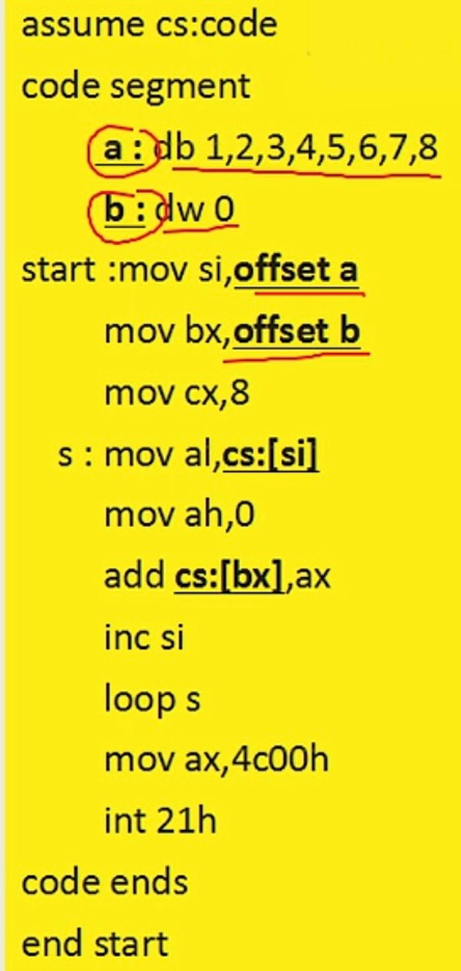 assume cs:code
code segment
a : db 1,2,3,4,5,6,7,8
b : dw 0
start :mov si,offset a
mov bx,offset b
mov cx,8
s : mov al,cs:[si]
mov ah,0
add cs:[bx],ax
inc si
loop s
mov ax,4c00h
int 21h
code ends
end start